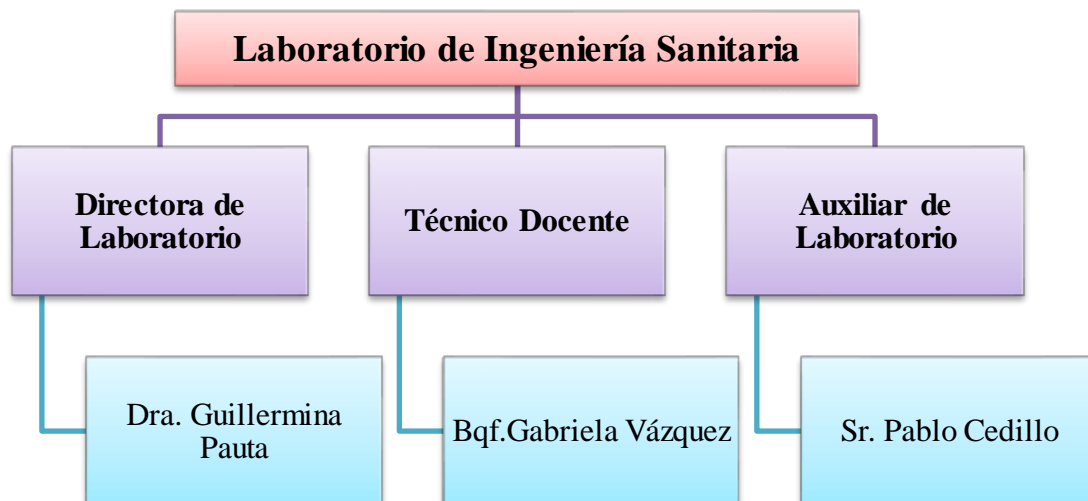 Laboratorio de Ingeniería Sanitaria
Directora de
Laboratorio
Técnico Docente
Auxiliar de
Laboratorio
Dra. Guillermina
Pauta
Bqf.Gabriela Vázquez
Sr. Pablo Cedillo